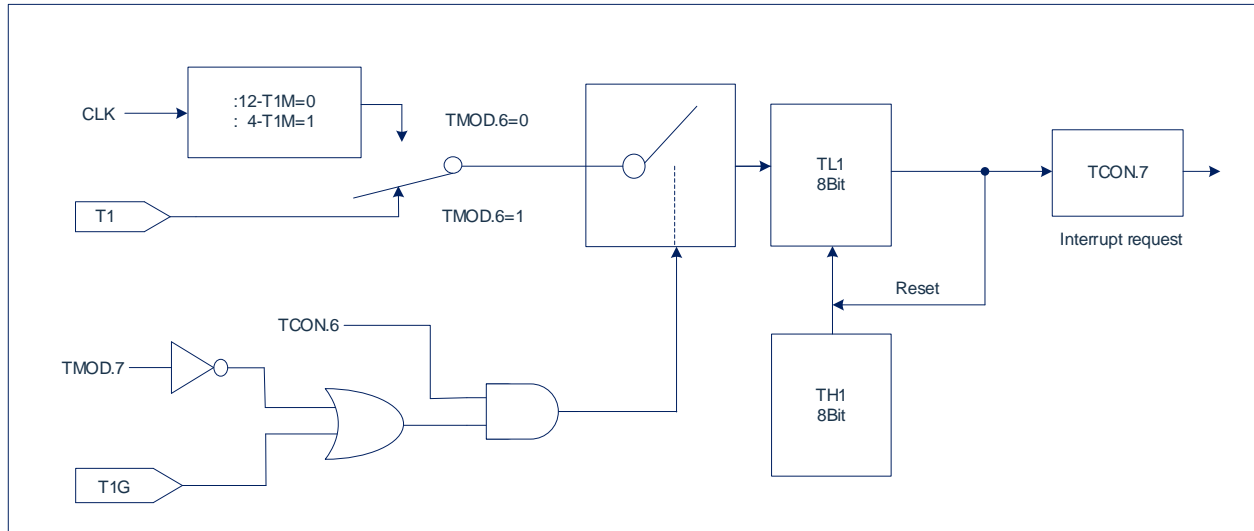 :12-T1M=0
: 4-T1M=1
CLK
TMOD.6=0
T1
TMOD.6=1
TL1
8Bit
TCON.7
Interrupt request
Reset
TCON.6
TMOD.7
TH1
8Bit
T1G